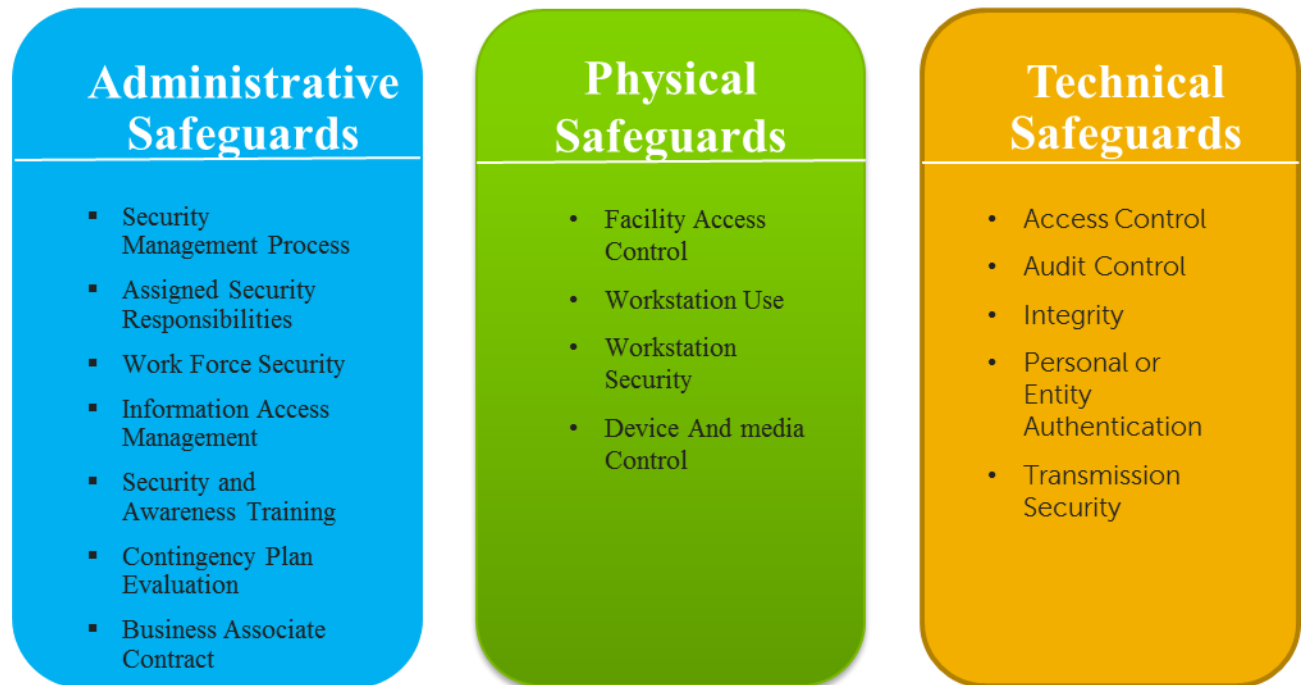 Administrative
Safeguards
Security
Management Process
Assigned Security
Responsibilities
Work Force Security
Information Access
Management
Security and
Awareness Training
Contingency Plan
Evaluation
Business Associate
Contract
Physical
Safeguards
Facility Access
Control
Workstation Use
Workstation
Security
Device And media
Control
Technical
Safeguards
Access Control
Audit Control
Integrity
Personal or
Entity
Authentication
Transmission
Security